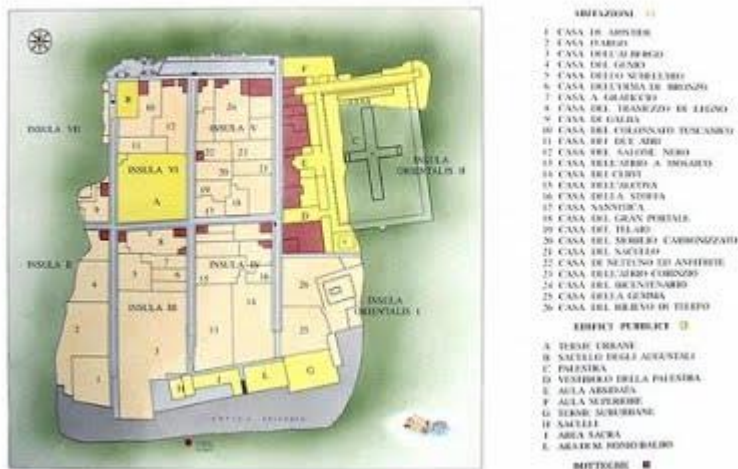 INSULA VII
INSULA VI
INSULA V
INSULA ORIENTALIS II
INSULA II
INSULA III
INSULA IV
INSULA ORIENTALIS I
ABITAZIONI
1 CASA DI ARISTIDE
2 CASA D'ARGO
3 CASA DELL'ALBERGO
4 CASA DEL GENIO
6 CASA DELL'ERMA DI BRONZO
7 CASA A GRATICCIO
8 CASA DEL TRAMEZZO DI LEGNO
9 CASA DI GALBA
10 CASA DEL COLONNATO TUSCANICO
11 CASA DEI DUE ATRI
12 CASA DEL SALONE NERO
13 CASA DELL'ATRIO A MOSAICO
14 CASA DEI CERVI
15 CASA DELL'ALCOVA
16 CASA DELLA STOFFA
17 CASA SANNITICA
18 CASA DEL GRAN PORTALE
19 CASA DEL TELAIO
20 CASA DEL MOBILIO CARBONIZZATO
21 CASA DEL SACELLO
22 CASA DI NETTUNO ED ANFITRITE
23 CASA DELL'ATRIO CORINZIO
24 CASA DEL BICENTENARIO
25 CASA DELLA GEMMA
26 CASA DEL RILIEVO DI TELEFO
EDIFICI PUBBLICI
A TERME URBANE
B SACELLO DEGLI AUGUSTALI
C PALESTRA
D VESTIBOLO DELLA PALESTRA
E AULA ABSIDATA
F AULA SUPERIORE
G TERME SUBURBANE
H SACELLI
I AREA SACRA
L ARA DI M. NONIO BALBO
BOTTEGHE